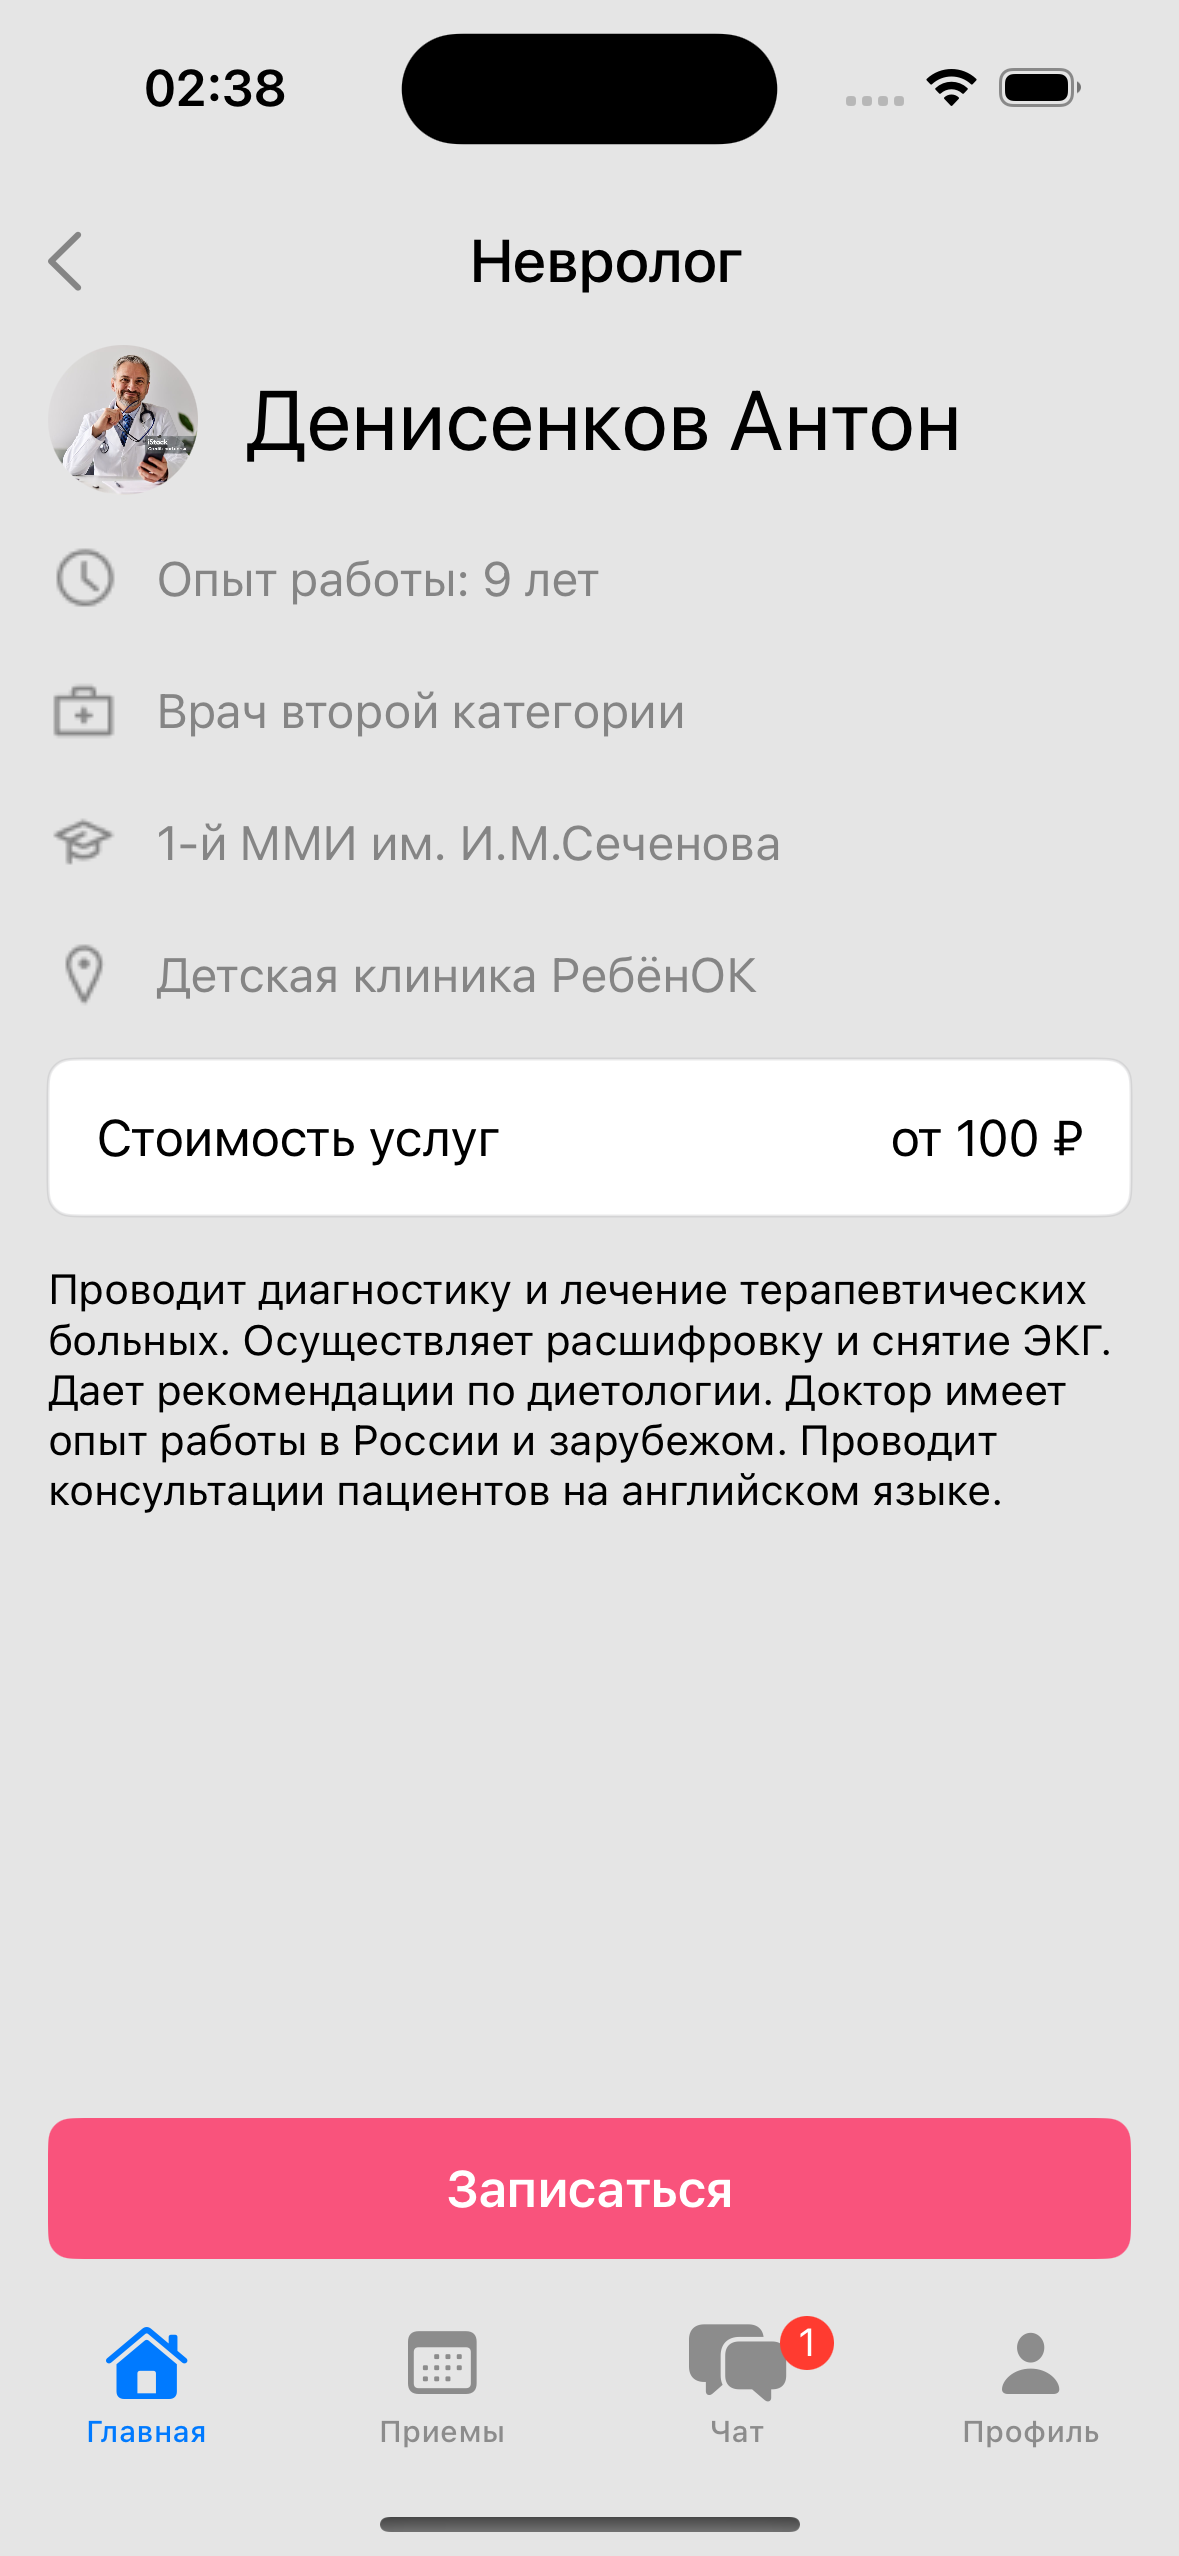 02:38
Невролог
Денисенков Антон
iStock
Опыт работы: 9 лет
Врач второй категории
1-й ММИ им. И.М.Сеченова
Детская клиника РебёнОК
Стоимость услуг от 100 ₽
Проводит диагностику и лечение терапевтических
больных. Осуществляет расшифровку и снятие ЭКГ.
Дает рекомендации по диетологии. Доктор имеет
опыт работы в России и зарубежом. Проводит
консультации пациентов на английском языке.
Записаться
1
Главная Приемы Чат Профиль